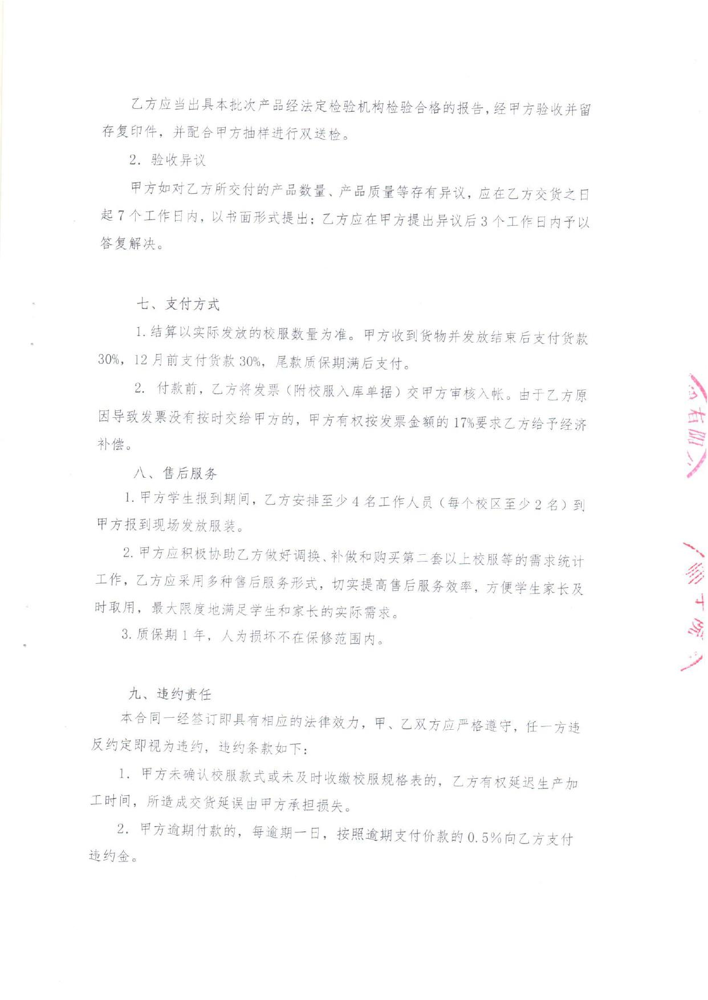 乙方应当出具本批次产品经法定检验机构检验合格的报告,经甲方验收并留
存复印件，并配合甲方抽样进行双送检。
2. 验收异议
甲方如对乙方所交付的产品数量、产品质量等存有异议，应在乙方交货之日
起 7 个工作日内，以书面形式提出；乙方应在甲方提出异议后 3 个工作日内予以
答复解决。
七、支付方式
1.结算以实际发放的校服数量为准。甲方收到货物并发放结束后支付货款
30%，12 月前支付货款 30%，尾款质保期满后支付。
2. 付款前，乙方将发票（附校服入库单据）交甲方审核入帐。由于乙方原
因导致发票没有按时交给甲方的，甲方有权按发票金额的 17%要求乙方给予经济
补偿。
八、售后服务
1.甲方学生报到期间，乙方安排至少 4 名工作人员（每个校区至少 2 名）到
甲方报到现场发放服装。
2.甲方应积极协助乙方做好调换、补做和购买第二套以上校服等的需求统计
工作，乙方应采用多种售后服务形式，切实提高售后服务效率，方便学生家长及
时取用，最大限度地满足学生和家长的实际需求。
3.质保期 1 年，人为损坏不在保修范围内。
九、违约责任
本合同一经签订即具有相应的法律效力，甲、乙双方应严格遵守，任一方违
反约定即视为违约，违约条款如下：
1. 甲方未确认校服款式或未及时收缴校服规格表的，乙方有权延迟生产加
工时间，所造成交货延误由甲方承担损失。
2. 甲方逾期付款的，每逾期一日，按照逾期支付价款的 0.5%向乙方支付
违约金。